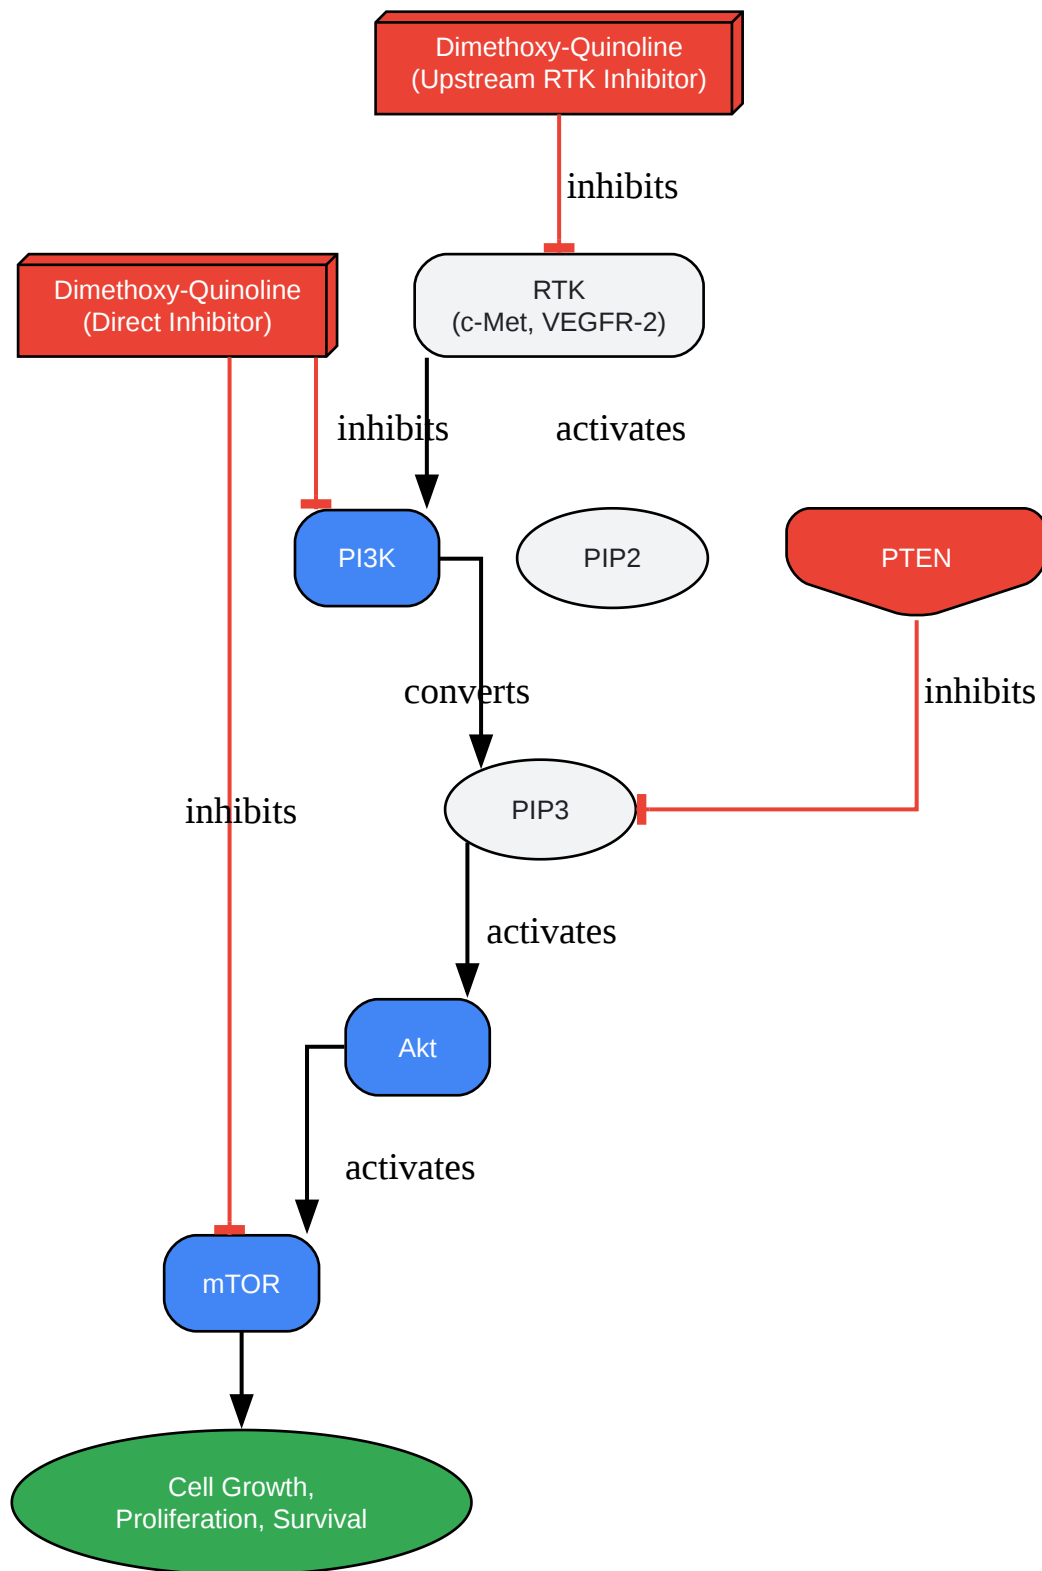 Dimethoxy-Quinoline
(Upstream RTK Inhibitor)
inhibits
Dimethoxy-Quinoline
(Direct Inhibitor)
RTK
(c-Met, VEGFR-2)
inhibits
activates
PI3K
PIP2
PTEN
converts
inhibits
PIP3
inhibits
activates
Akt
activates
mTOR
Cell Growth,
Proliferation, Survival